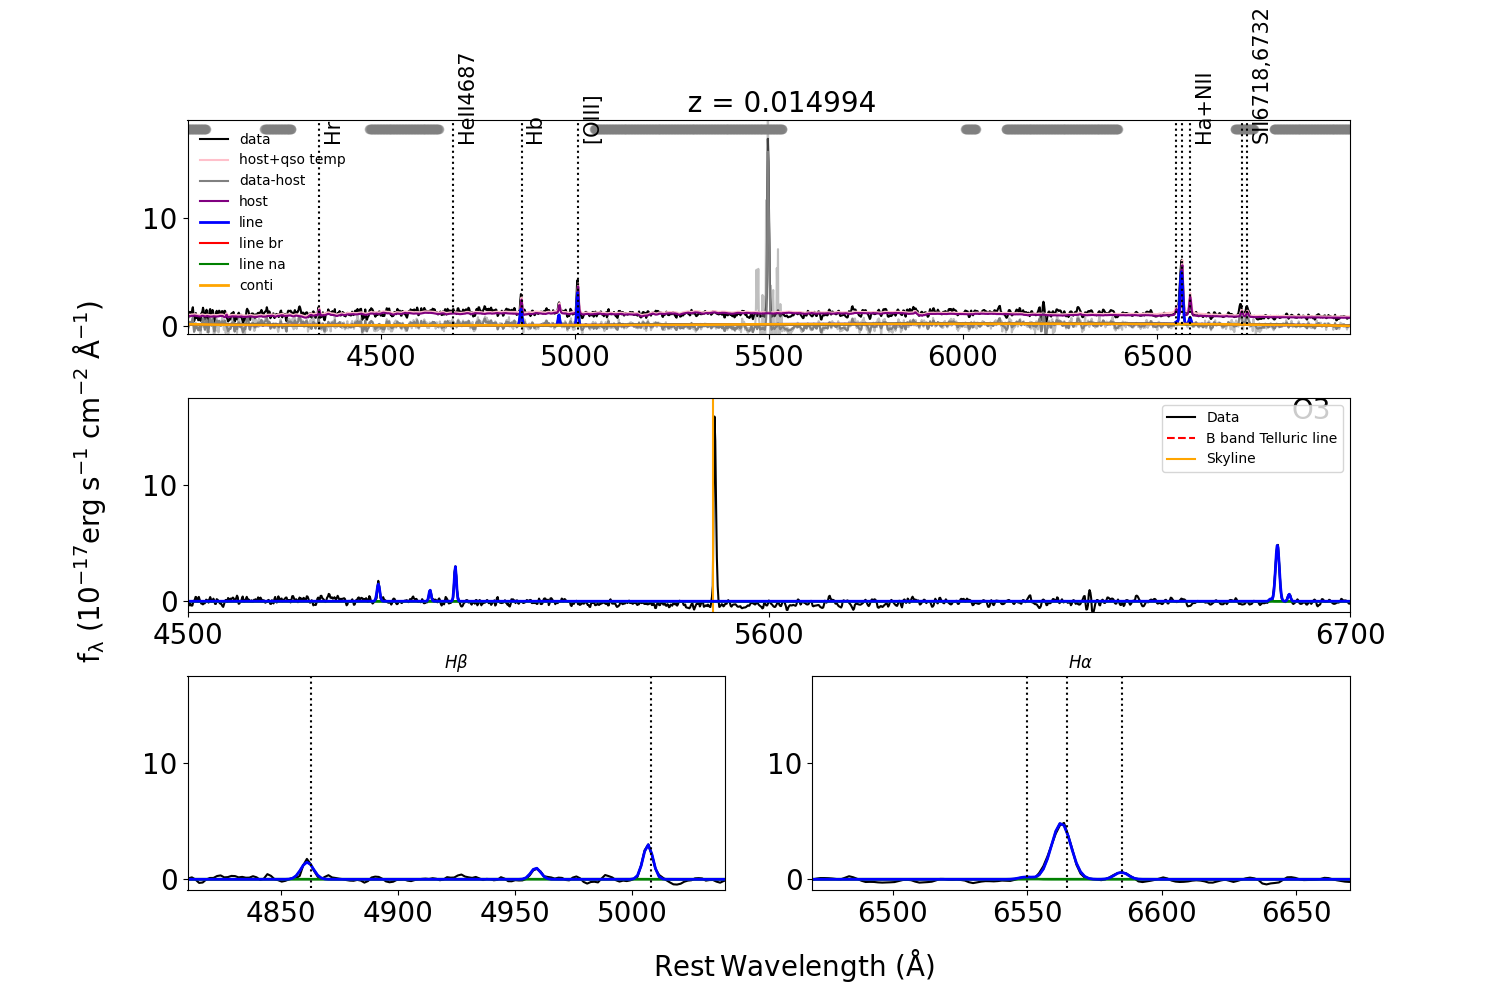 z = 0.014994
Hr
HeII4687
Hb
[OIII]
Ha+NII
SII6718,6732
data
host+qso temp
data-host
host
line
line br
line na
conti
10
0
4500 5000 5500 6000 6500
O3
Data
B band Telluric line
Skyline
10
0
4500 5600 6700
fλ (10−17erg s−1 cm−2 Å−1)
Hβ
10
0
4850 4900 4950 5000
Hα
10
0
6500 6550 6600 6650
Rest Wavelength (Å)